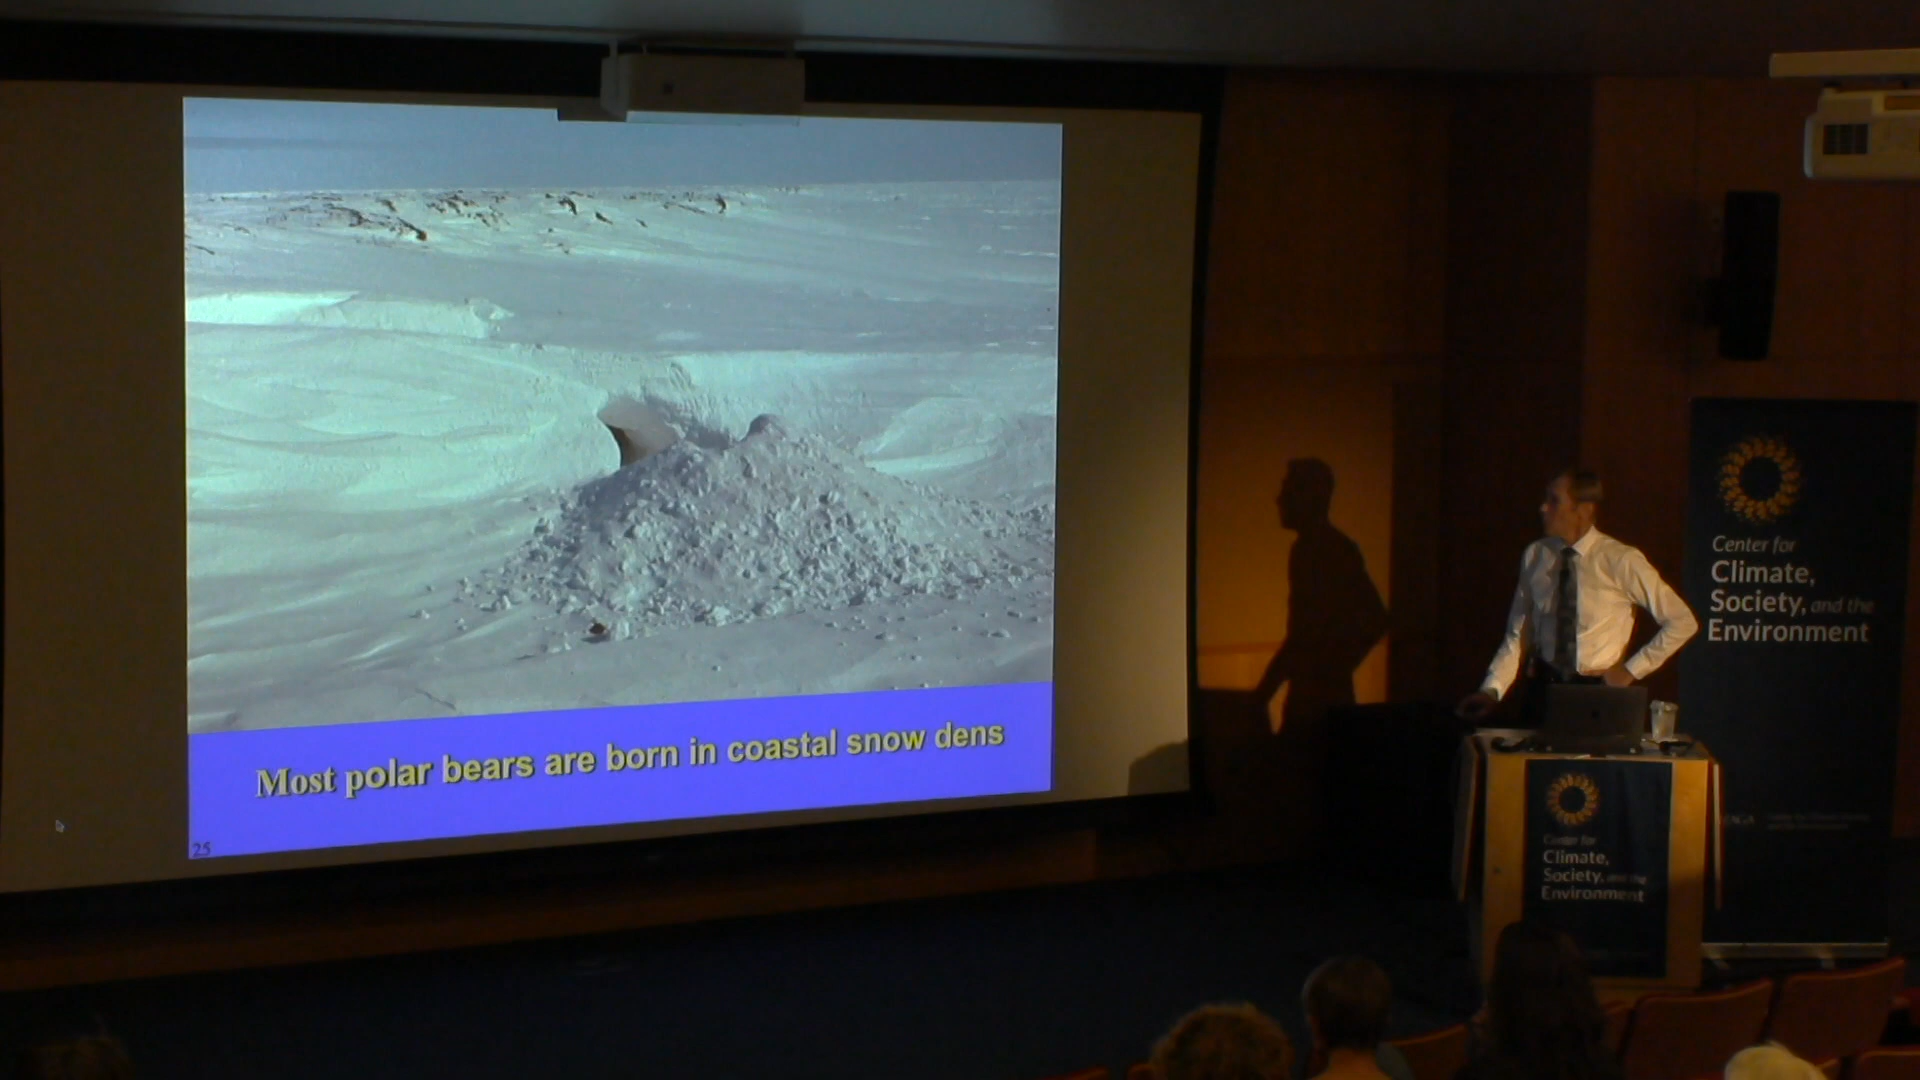 Most polar bears are born in coastal snow dens
25
Center for
Climate,
Society, and the
Environment
Center for
Climate,
Society, and the
Environment